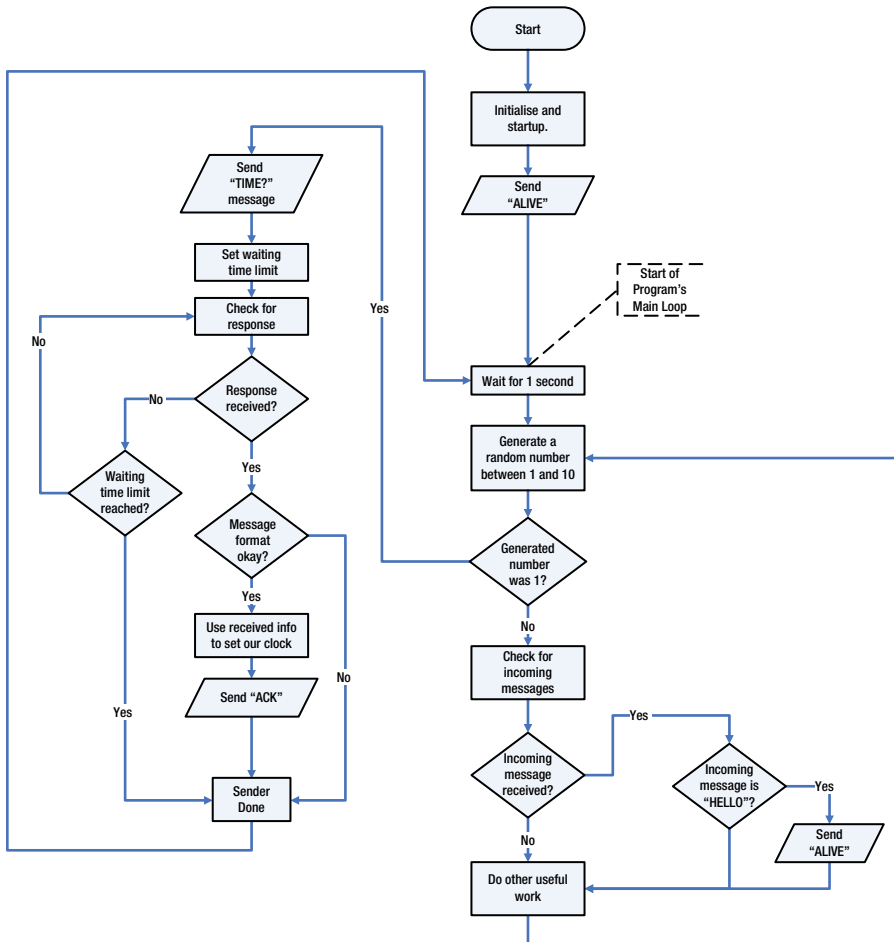 Start
Initialise and
startup.
Send
“ALIVE”
Start of
Program’s
Main Loop
Wait for 1 second
Generate a
random number
between 1 and 10
Generated
number
was 1?
Yes
No
Send
“TIME?”
message
Set waiting
time limit
Check for
response
Response
received?
No
Waiting
time limit
reached?
No
Yes
Yes
Message
format
okay?
Yes
No
Use received info
to set our clock
Send “ACK”
Sender
Done
Check for
incoming
messages
Incoming
message
received?
Yes
No
Incoming
message is
“HELLO”?
Yes
Send
“ALIVE”
Do other useful
work